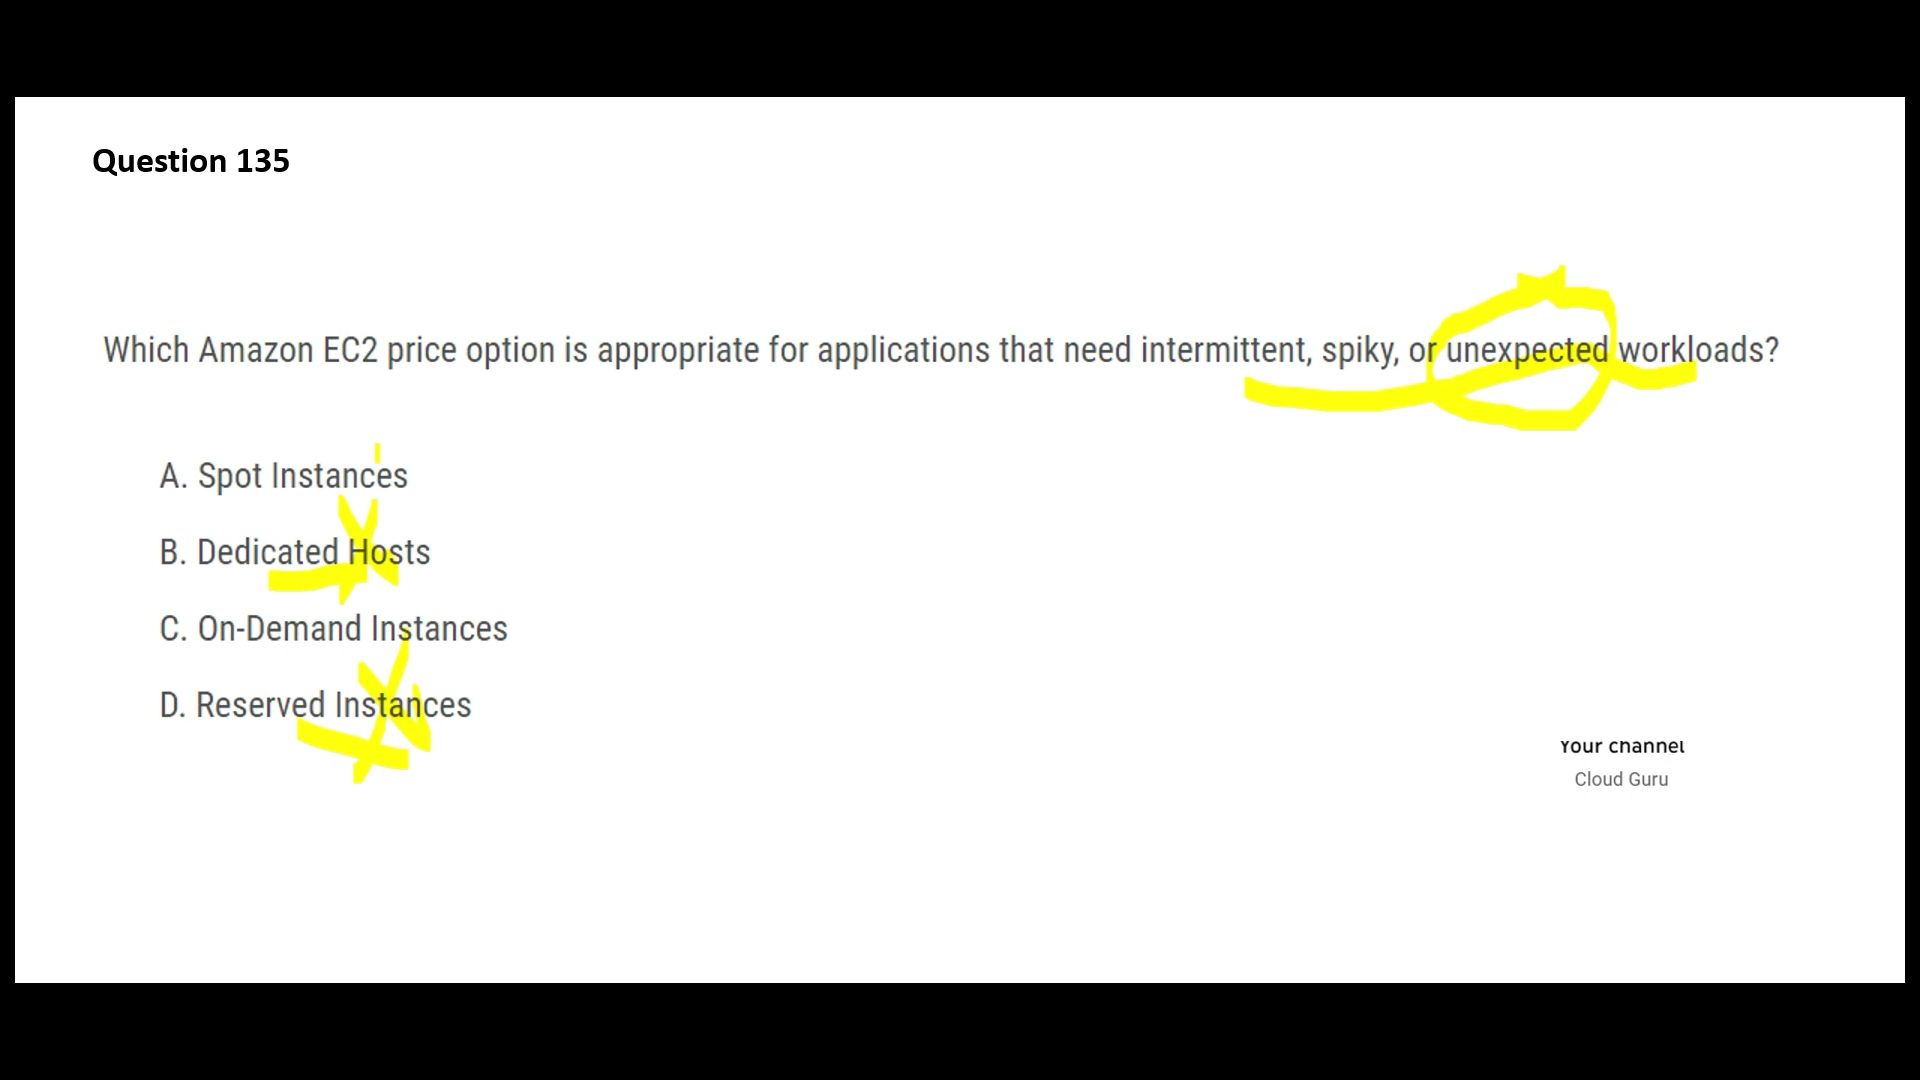 Question 135
Which Amazon EC2 price option is appropriate for applications that need intermittent, spiky, or unexpected workloads?
A. Spot Instances
B. Dedicated Hosts
C. On-Demand Instances
D. Reserved Instances
Your channel
Cloud Guru